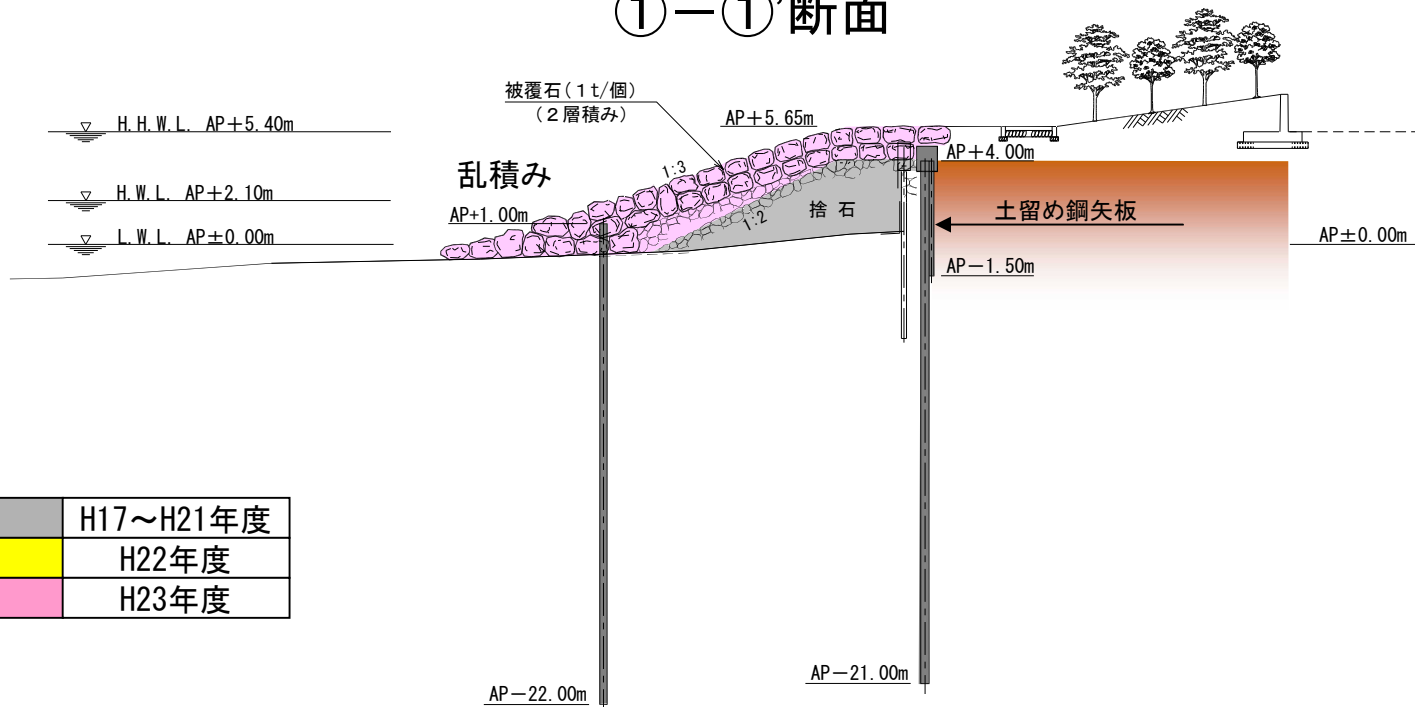 ①－①’断面
被覆石(１t/個)
(２層積み)
H.H.W.L. AP＋5.40m
AP＋5.65m
AP＋4.00m
1:3
乱積み
H.W.L. AP＋2.10m
捨 石
土留め鋼矢板
AP+1.00m
1:2
L.W.L. AP±0.00m
AP±0.00m
AP－1.50m
H17～H21年度
H22年度
H23年度
AP－21.00m
AP－22.00m